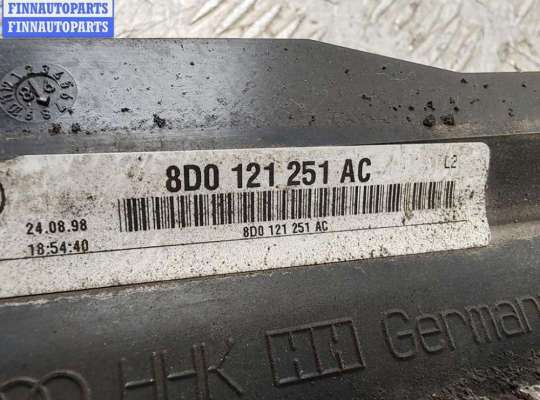 FINNAUTOPARTS
FINNAUTOPARTS
8D0 121 251 AC
L2
24.08.98
18:54:40
8D0 121 251 AC
HHK
German